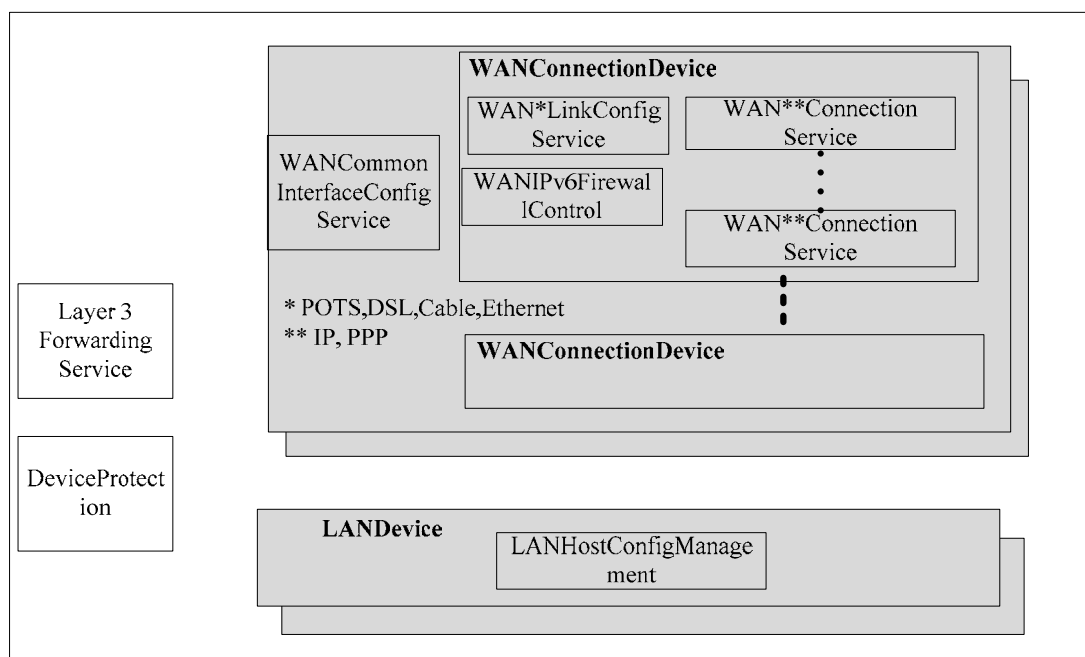 WANConnectionDevice
WAN*LinkConfig
Service
WAN**Connection
Service
WANCommon
InterfaceConfig
Service
WANIPv6Firewal
lControl
WAN**Connection
Service
* POTS,DSL,Cable,Ethernet
** IP, PPP
WANConnectionDevice
Layer 3
Forwarding
Service
DeviceProtect
ion
LANDevice
LANHostConfigManage
ment